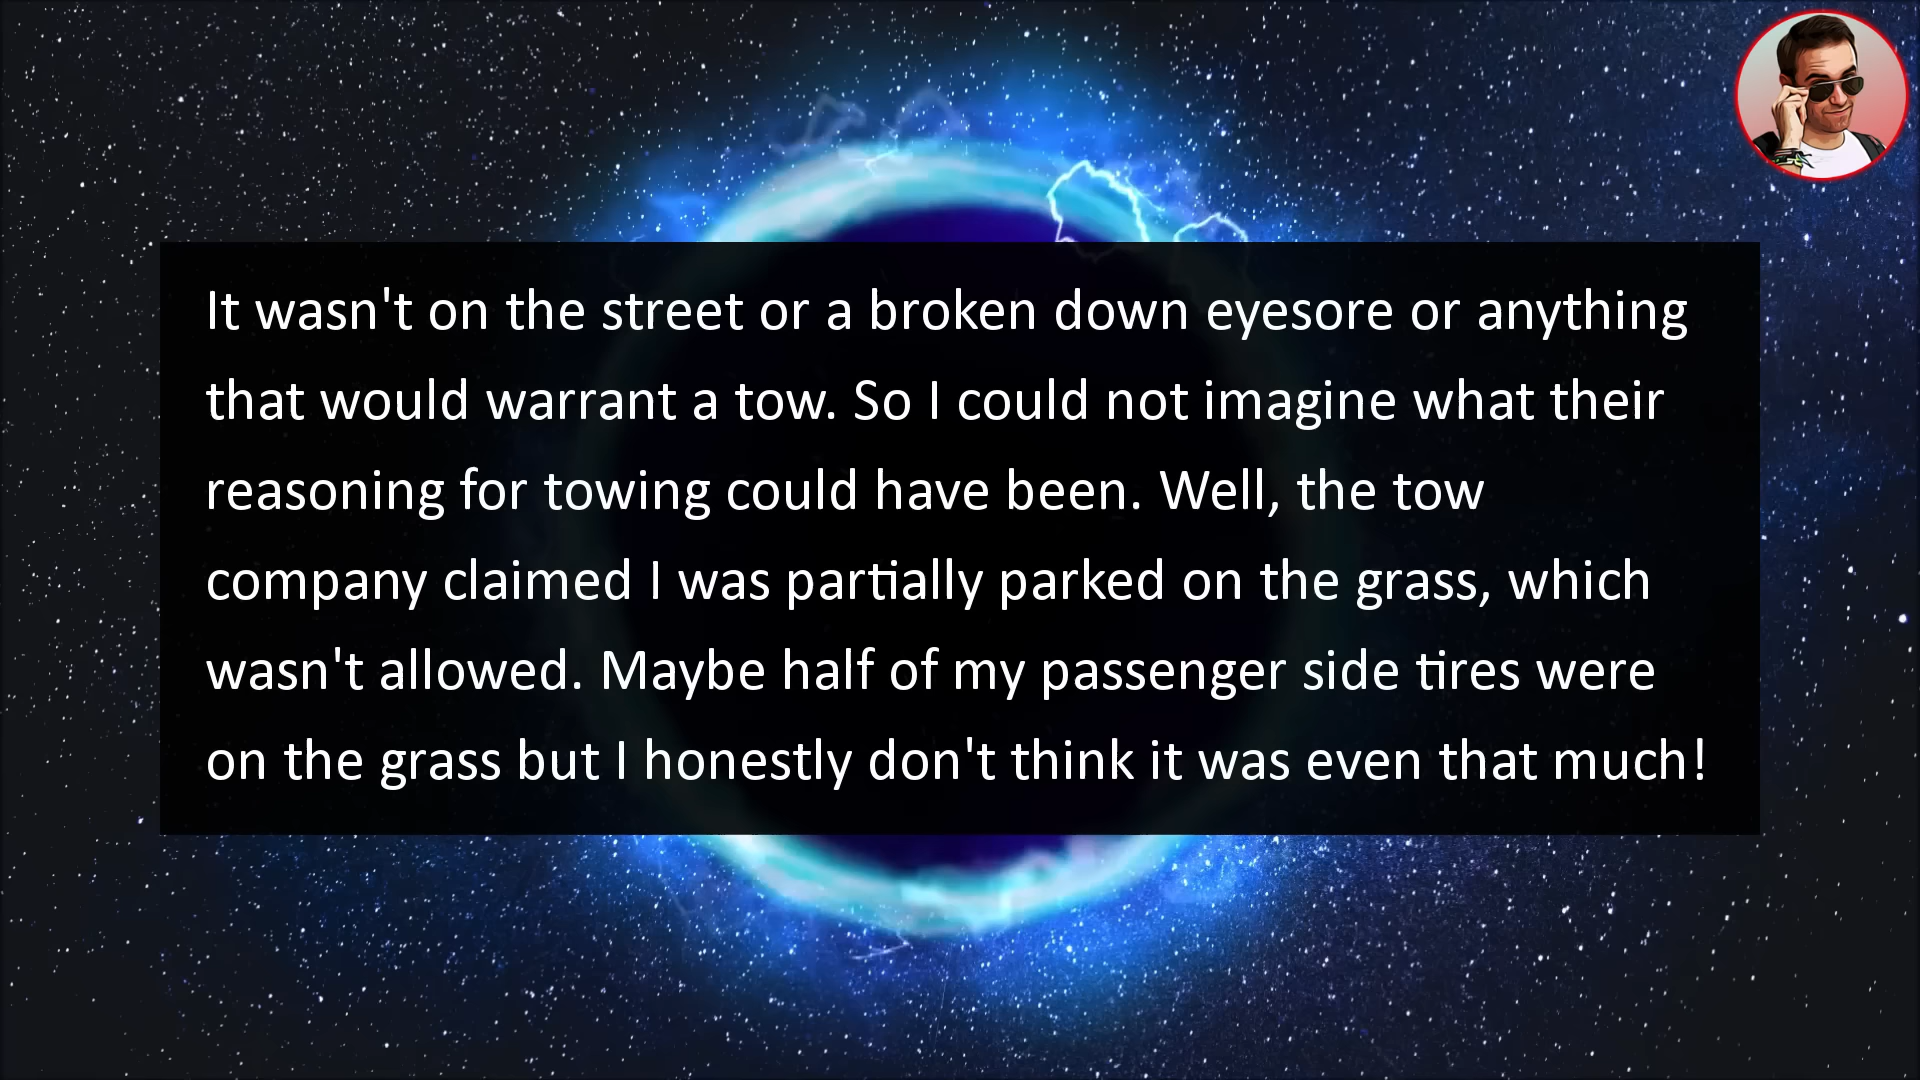 It wasn't on the street or a broken down eyesore or anything
that would warrant a tow. So I could not imagine what their
reasoning for towing could have been. Well, the tow
company claimed I was partially parked on the grass, which
wasn't allowed. Maybe half of my passenger side tires were
on the grass but I honestly don't think it was even that much!